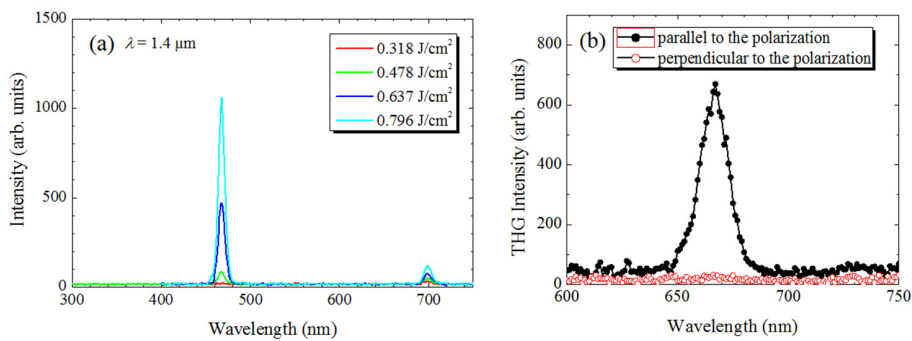 (a)
λ = 1.4 μm
0.318 J/cm²
0.478 J/cm²
0.637 J/cm²
0.796 J/cm²
1500
1000
500
0
Intensity (arb. units)
300 400 500 600 700
Wavelength (nm)
(b)
parallel to the polarization
perpendicular to the polarization
800
600
400
200
0
THG Intensity (arb. units)
600 650 700 750
Wavelength (nm)